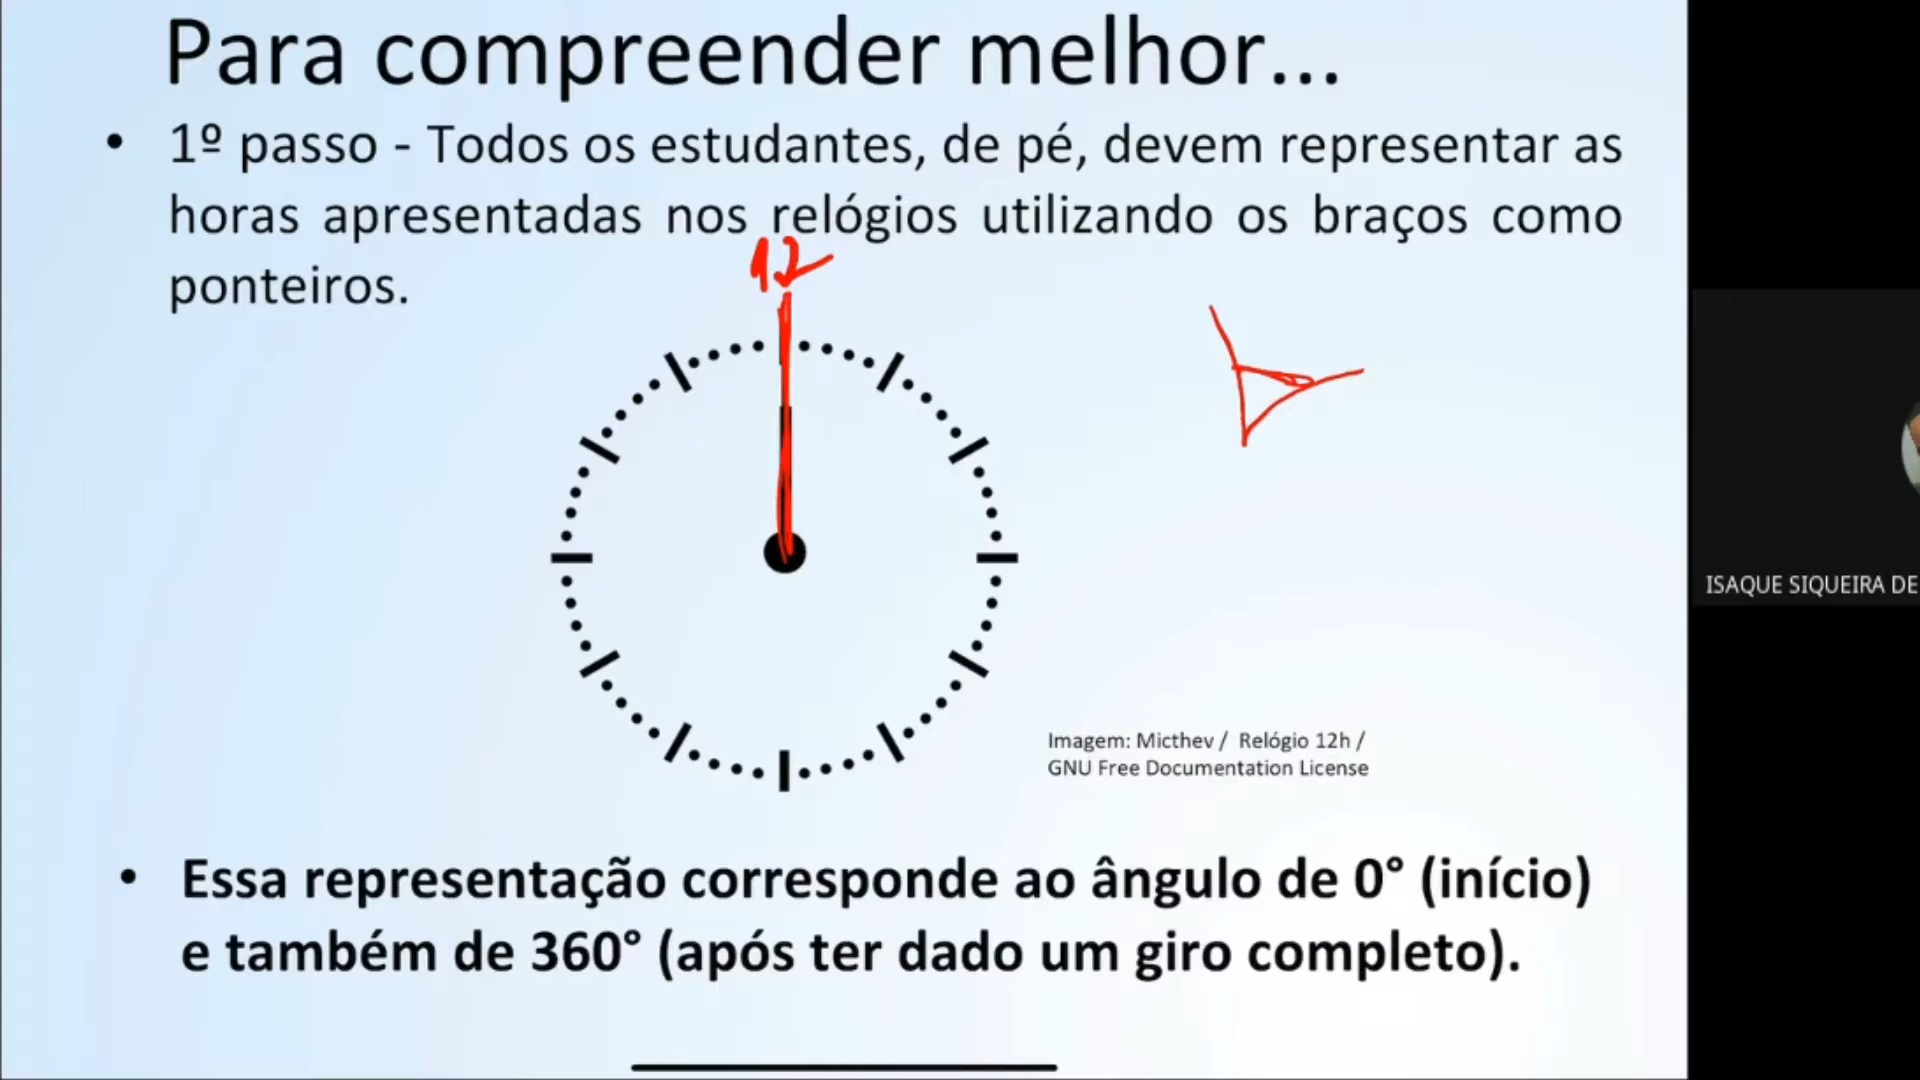 Para compreender melhor...
• 1º passo - Todos os estudantes, de pé, devem representar as
horas apresentadas nos relógios utilizando os braços como
ponteiros.
12
Imagem: Micthev / Relógio 12h /
GNU Free Documentation License
ISAQUE SIQUEIRA DE
• Essa representação corresponde ao ângulo de 0° (início)
e também de 360° (após ter dado um giro completo).